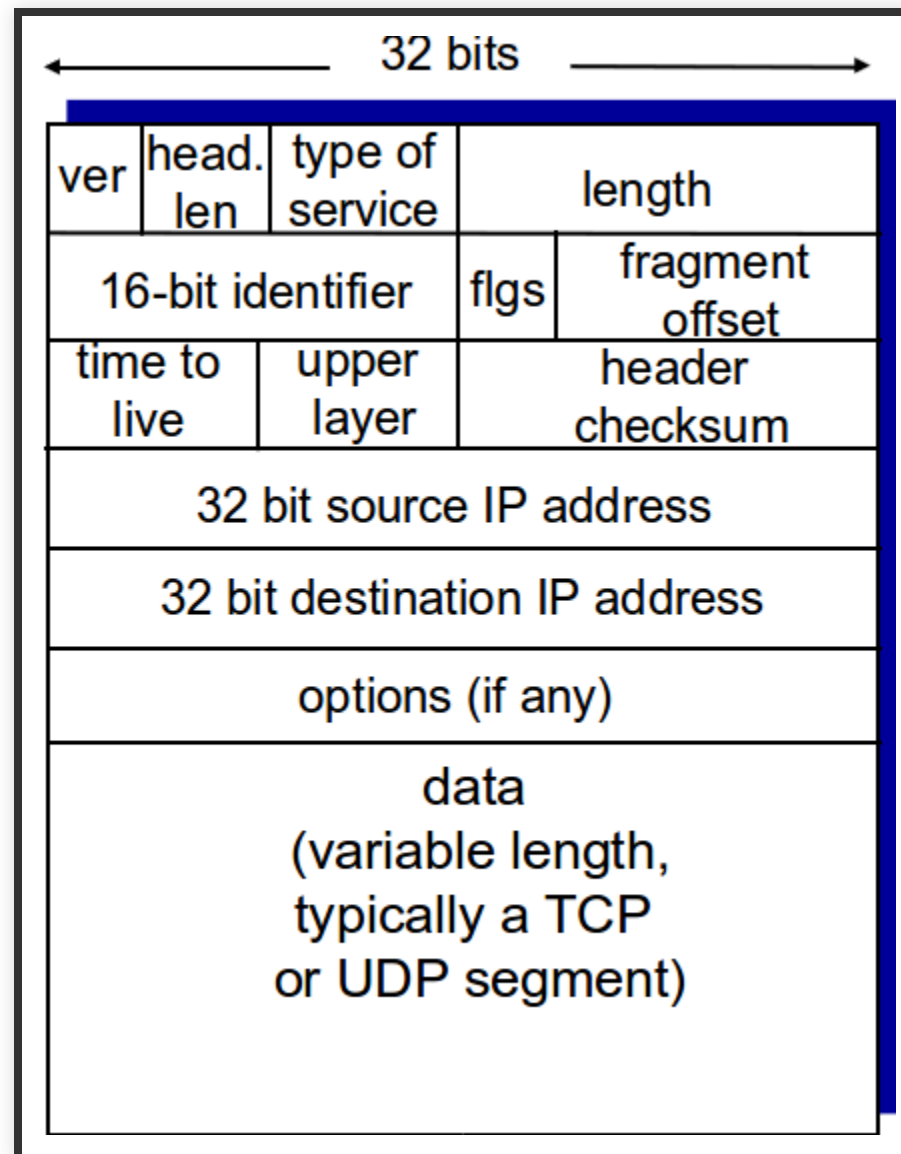 32 bits
ver
head.
len
type of
service
length
16-bit identifier
flgs
fragment
offset
time to
live
upper
layer
header
checksum
32 bit source IP address
32 bit destination IP address
options (if any)
data
(variable length,
typically a TCP
or UDP segment)